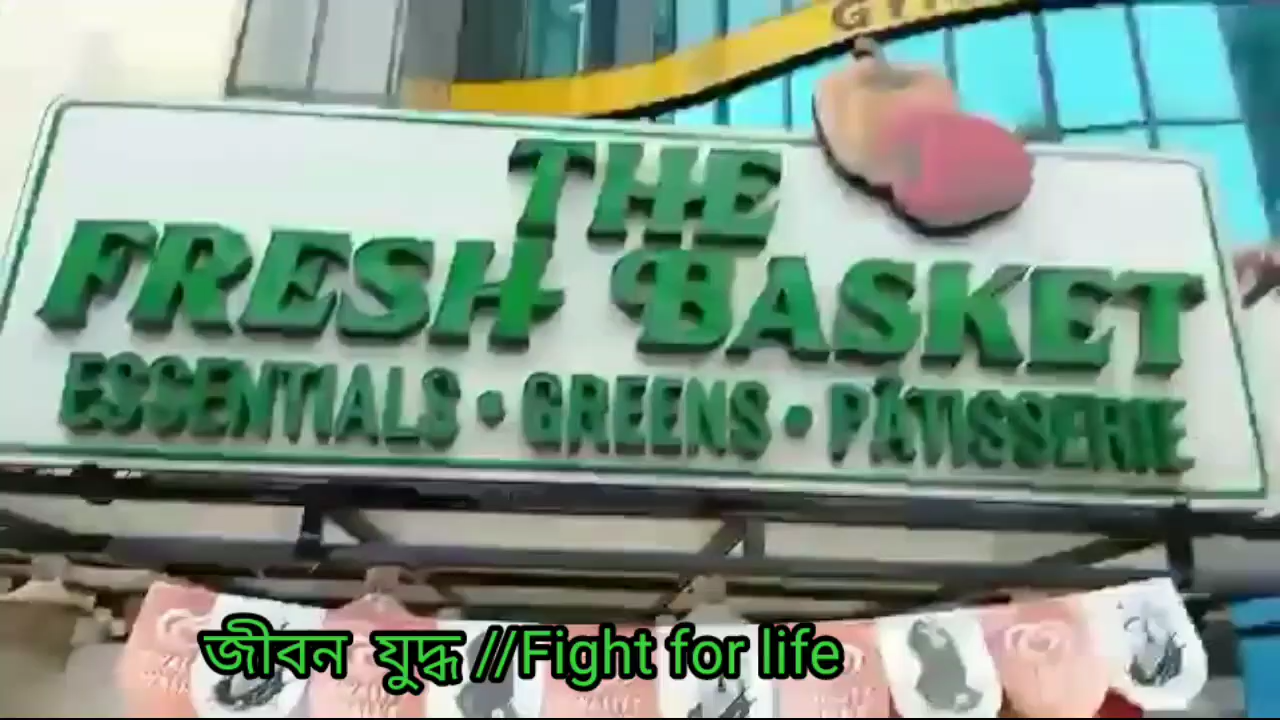 THE
FRESH BASKET
ESSENTIALS • GREENS • PÂTISSERIE
জীবন যুদ্ধ //Fight for life